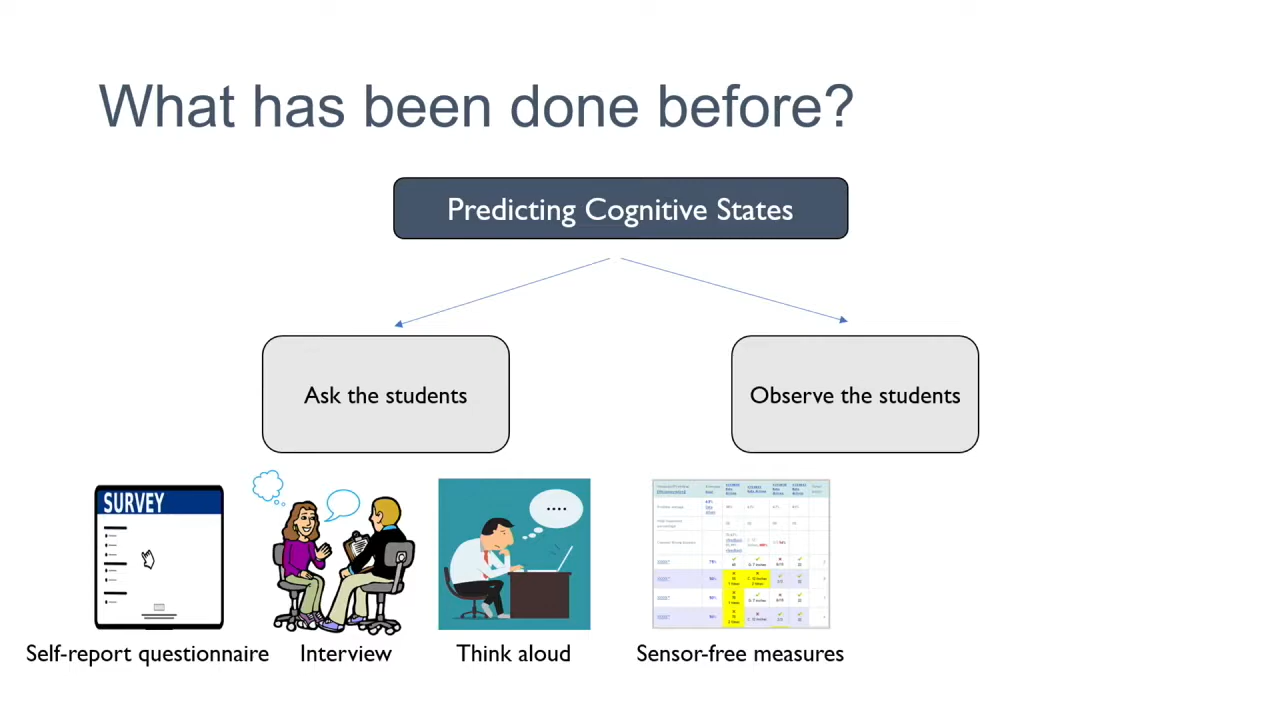 What has been done before?
Predicting Cognitive States
Ask the students
Observe the students
SURVEY
Self-report questionnaire
Interview
Think aloud
Sensor-free measures